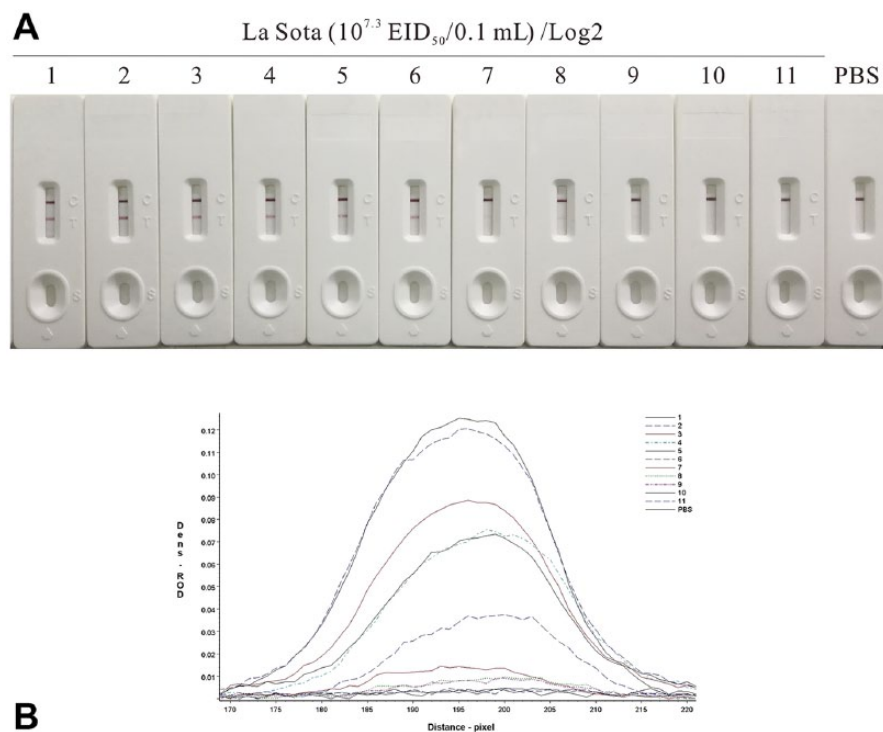 A
La Sota (10^7.3 EID50/0.1 mL) /Log2
1 2 3 4 5 6 7 8 9 10 11 PBS
C C C C C C C C C C C C
T T T T T T T T T T T T
S S S S S S S S S S S S
B
Dens - ROD
0.12
0.11
0.10
0.09
0.08
0.07
0.06
0.05
0.04
0.03
0.02
0.01
170 175 180 185 190 195 200 205 210 215 220
Distance - pixel
1
2
3
4
5
6
7
8
9
10
11
PBS